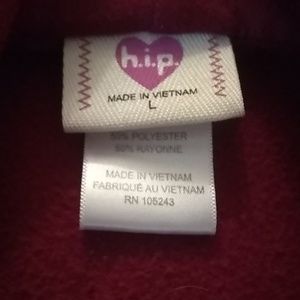 h.i.p.
MADE IN VIETNAM
L
50% POLYESTER
50% RAYONNE
MADE IN VIETNAM
FABRIQUÉ AU VIETNAM
RN 105243